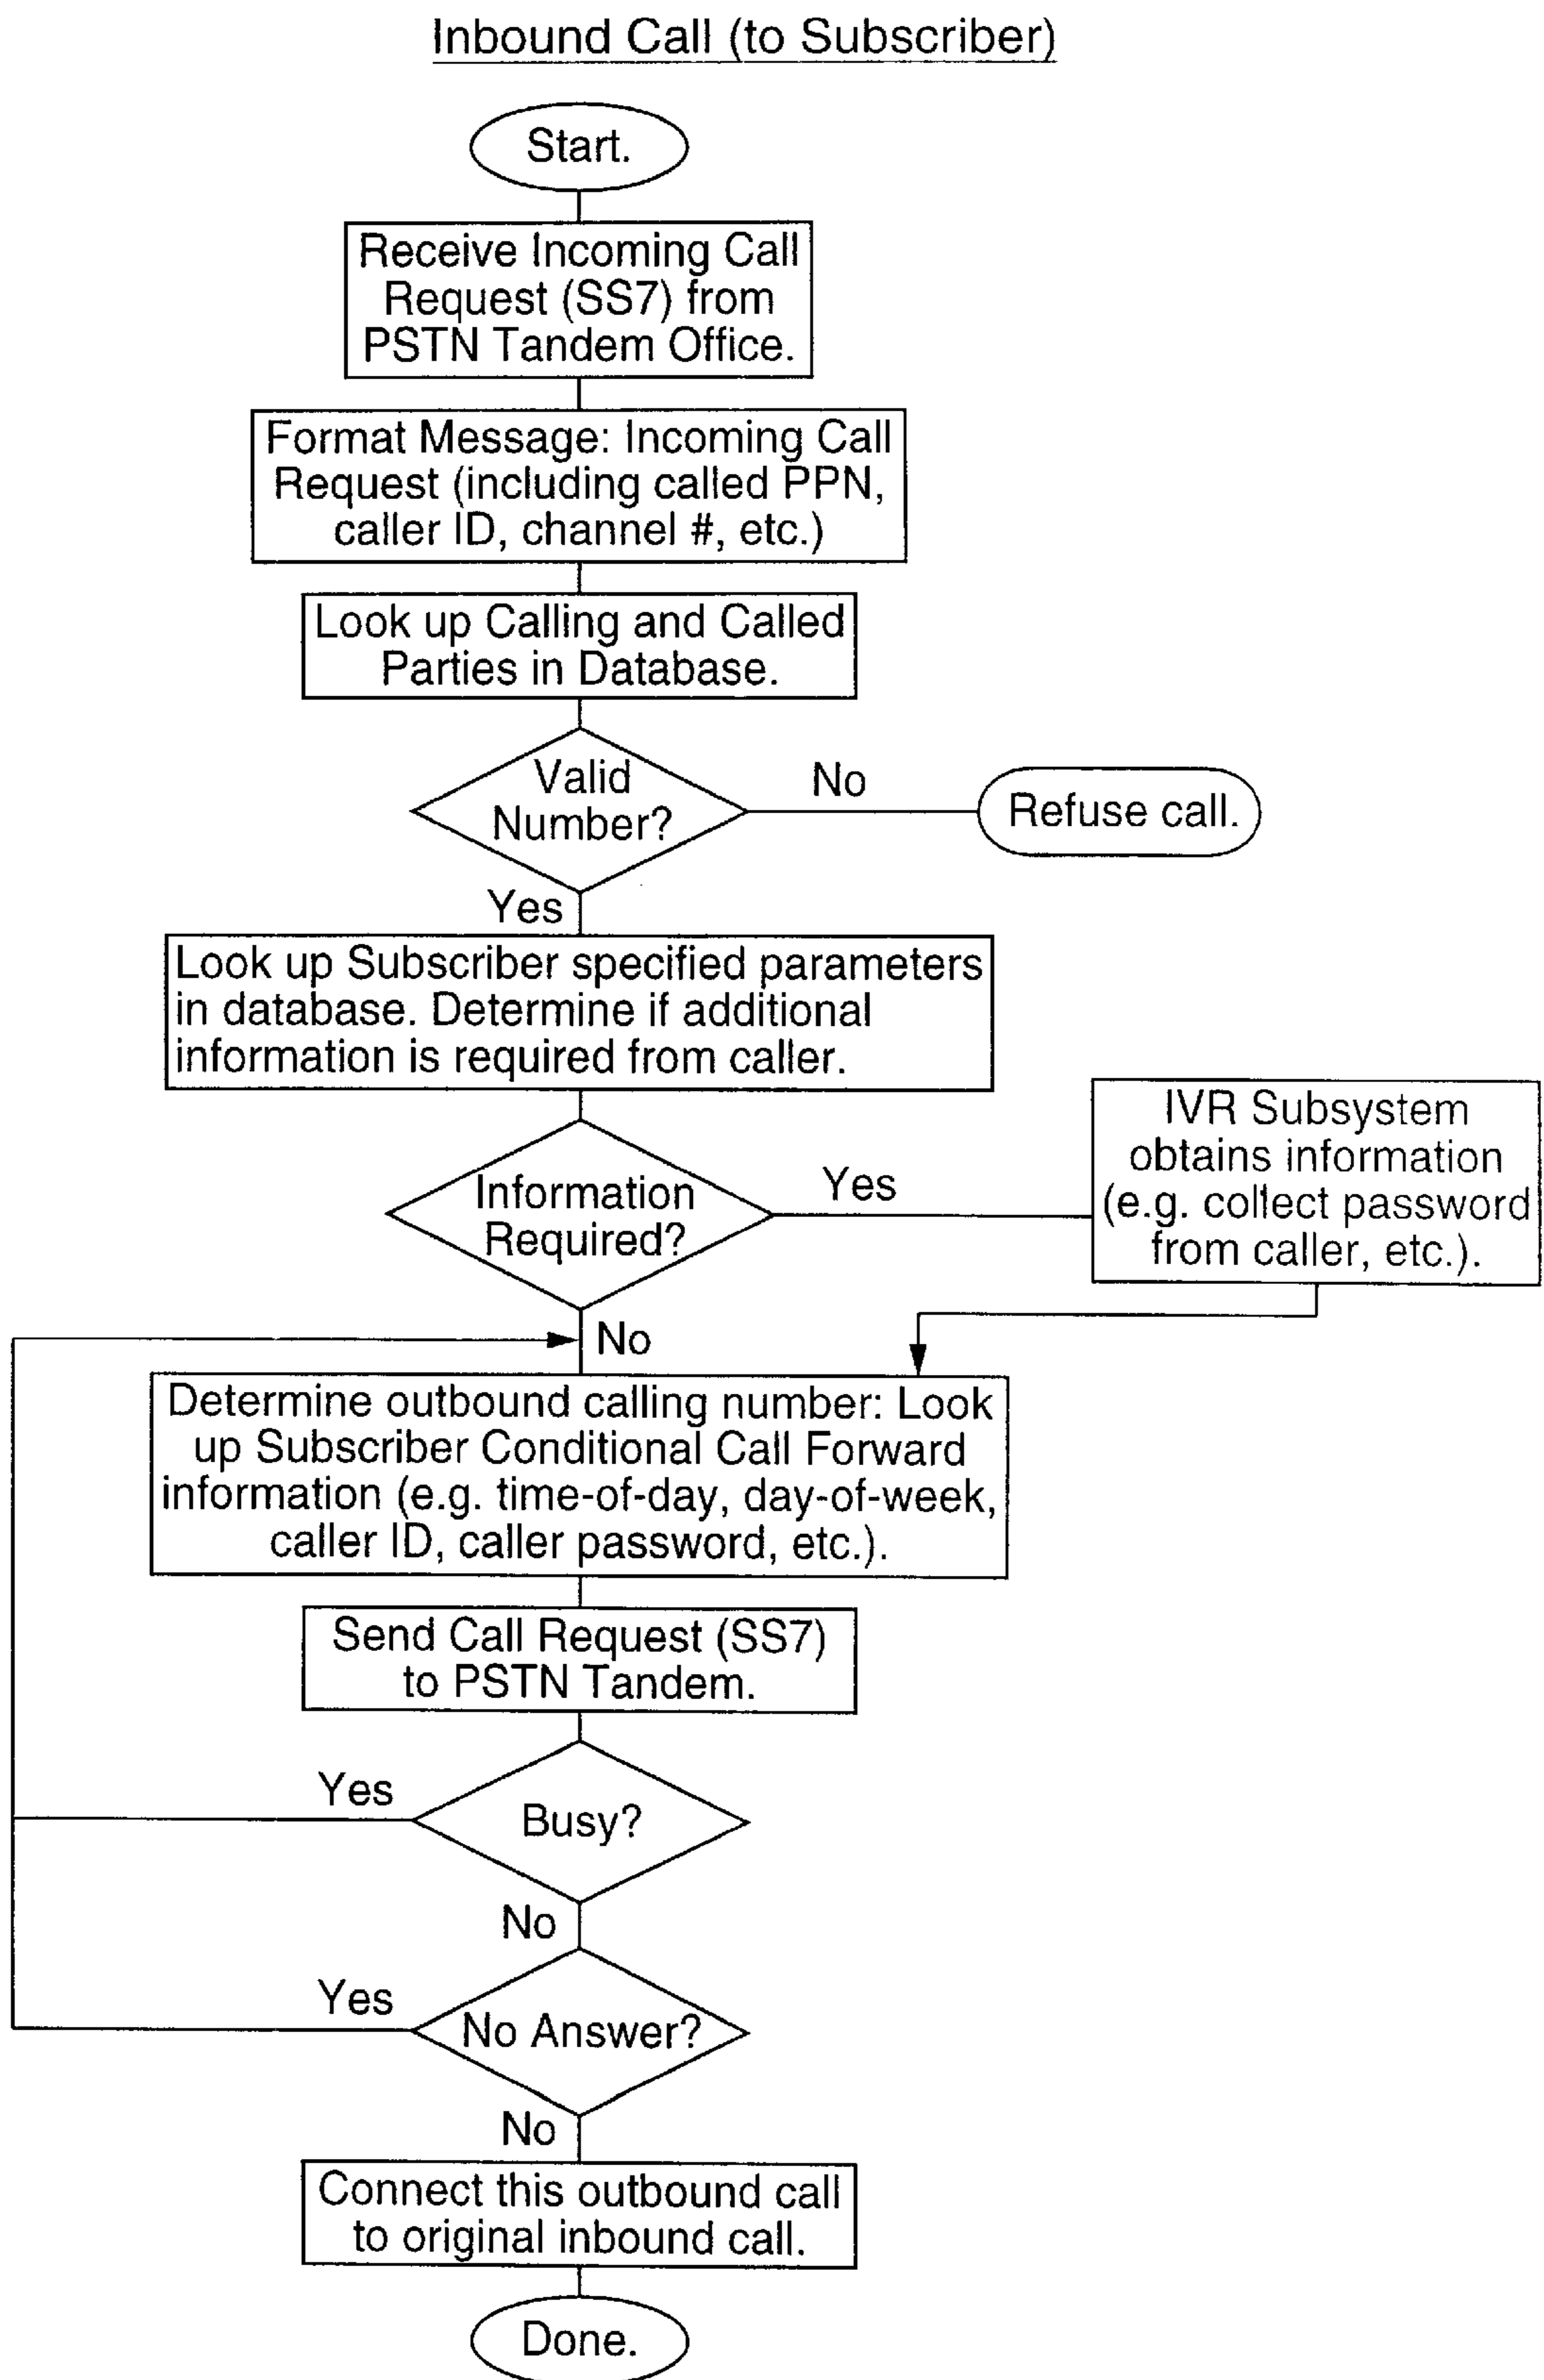 Inbound Call (to Subscriber)
Start.
Receive Incoming Call
Request (SS7) from
PSTN Tandem Office.
Format Message: Incoming Call
Request (including called PPN,
caller ID, channel #, etc.)
Look up Calling and Called
Parties in Database.
Valid
Number?
No
Refuse call.
Yes
Look up Subscriber specified parameters
in database. Determine if additional
information is required from caller.
Information
Required?
Yes
IVR Subsystem
obtains information
(e.g. collect password
from caller, etc.).
No
Determine outbound calling number: Look
up Subscriber Conditional Call Forward
information (e.g. time-of-day, day-of-week,
caller ID, caller password, etc.).
Send Call Request (SS7)
to PSTN Tandem.
Busy?
Yes
No
No Answer?
Yes
No
Connect this outbound call
to original inbound call.
Done.